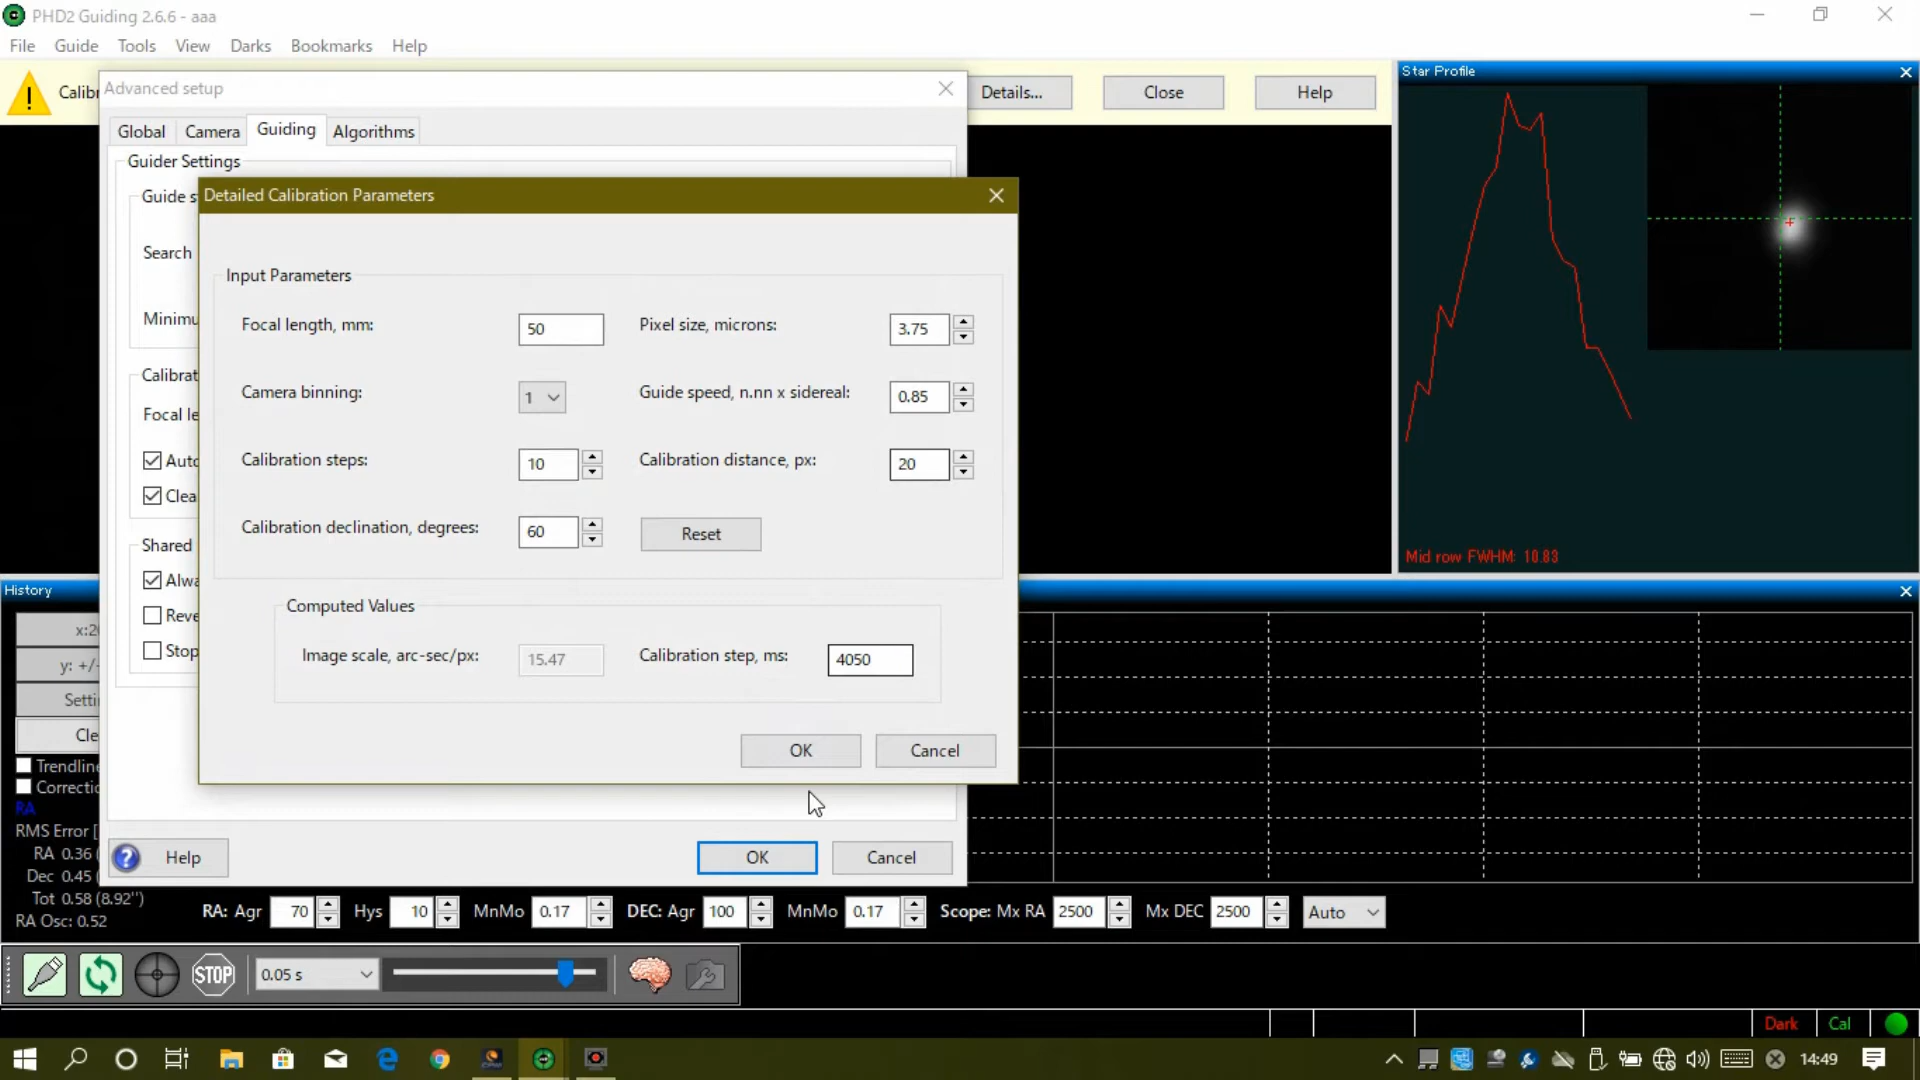 PHD2 Guiding 2.6.6 - aaa
File Guide Tools View Darks Bookmarks Help
Calibr
Details... Close Help
Advanced setup
Global Camera Guiding Algorithms
Guider Settings
Guide s
Search
Minimu
Calibrat
Focal le
Auto
Clea
Shared
Alwa
Reve
Stop
Detailed Calibration Parameters
Input Parameters
Focal length, mm: 50 Pixel size, microns: 3.75
Camera binning: 1 Guide speed, n.nn x sidereal: 0.85
Calibration steps: 10 Calibration distance, px: 20
Calibration declination, degrees: 60 Reset
Computed Values
Image scale, arc-sec/px: 15.47 Calibration step, ms: 4050
OK Cancel
Help OK Cancel
Star Profile
Mid row FWHM: 10.83
History
x:20
y: +/-
Setti
Cle
Trendline
Correctio
RA
RMS Error [
RA 0.36 (
Dec 0.45 (
Tot 0.58 (8.92'')
RA Osc: 0.52
RA: Agr 70 Hys 10 MnMo 0.17 DEC: Agr 100 MnMo 0.17 Scope: Mx RA 2500 Mx DEC 2500 Auto
STOP 0.05 s
Dark Cal
14:49